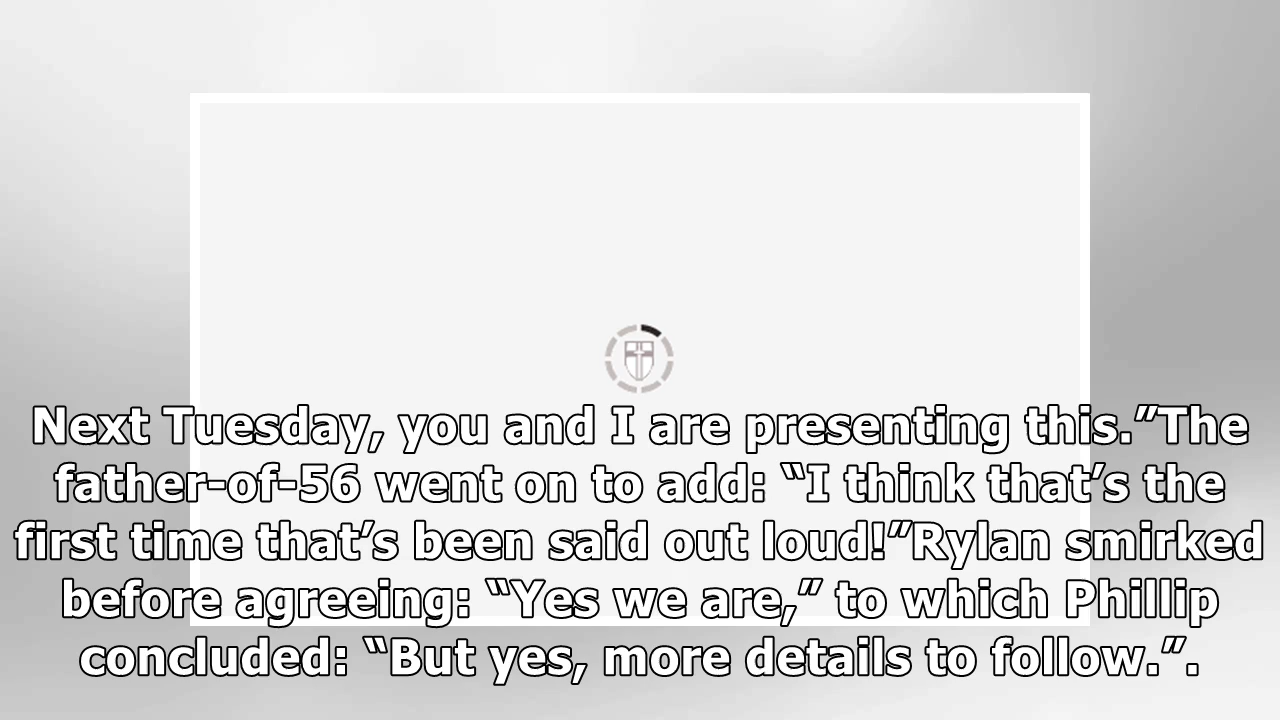 Next Tuesday, you and I are presenting this.”The
father-of-56 went on to add: “I think that’s the
first time that’s been said out loud!”Rylan smirked
before agreeing: “Yes we are,” to which Phillip
concluded: “But yes, more details to follow.”.